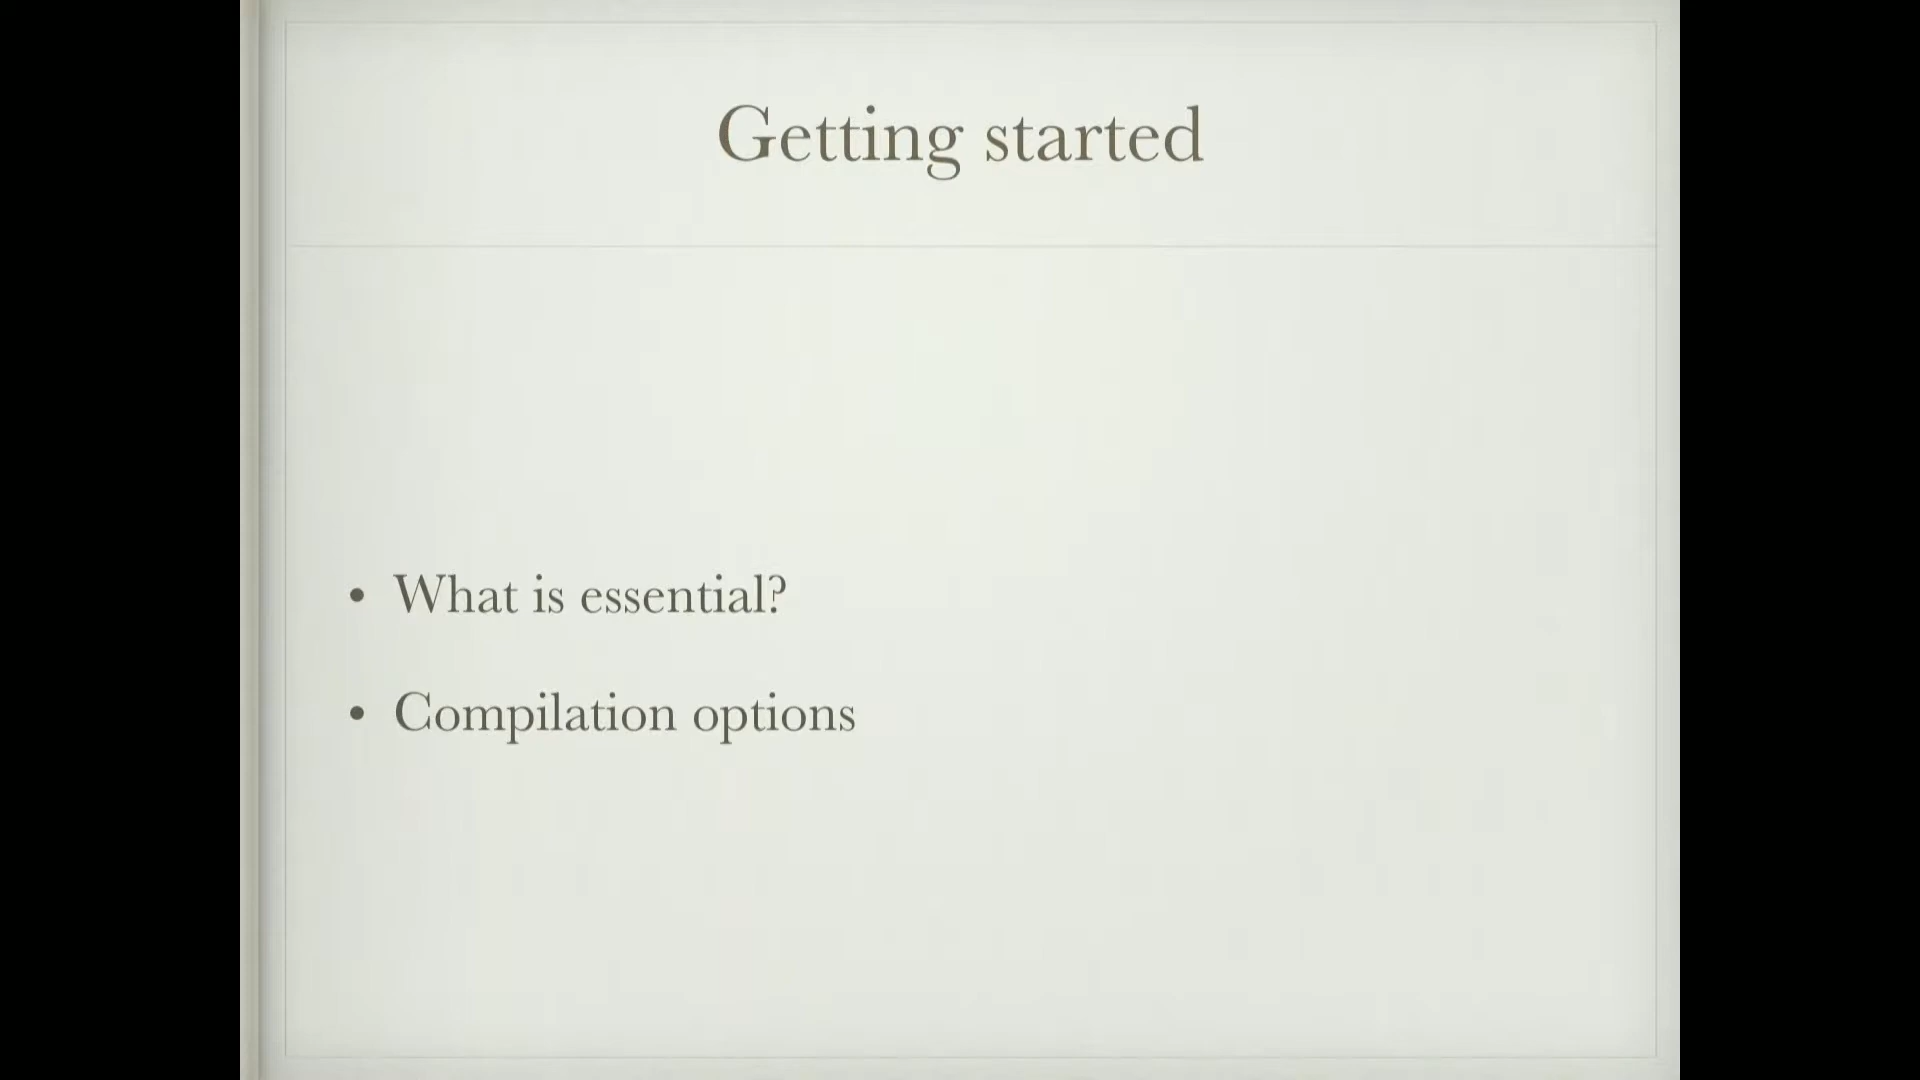 Getting started
• What is essential?
• Compilation options